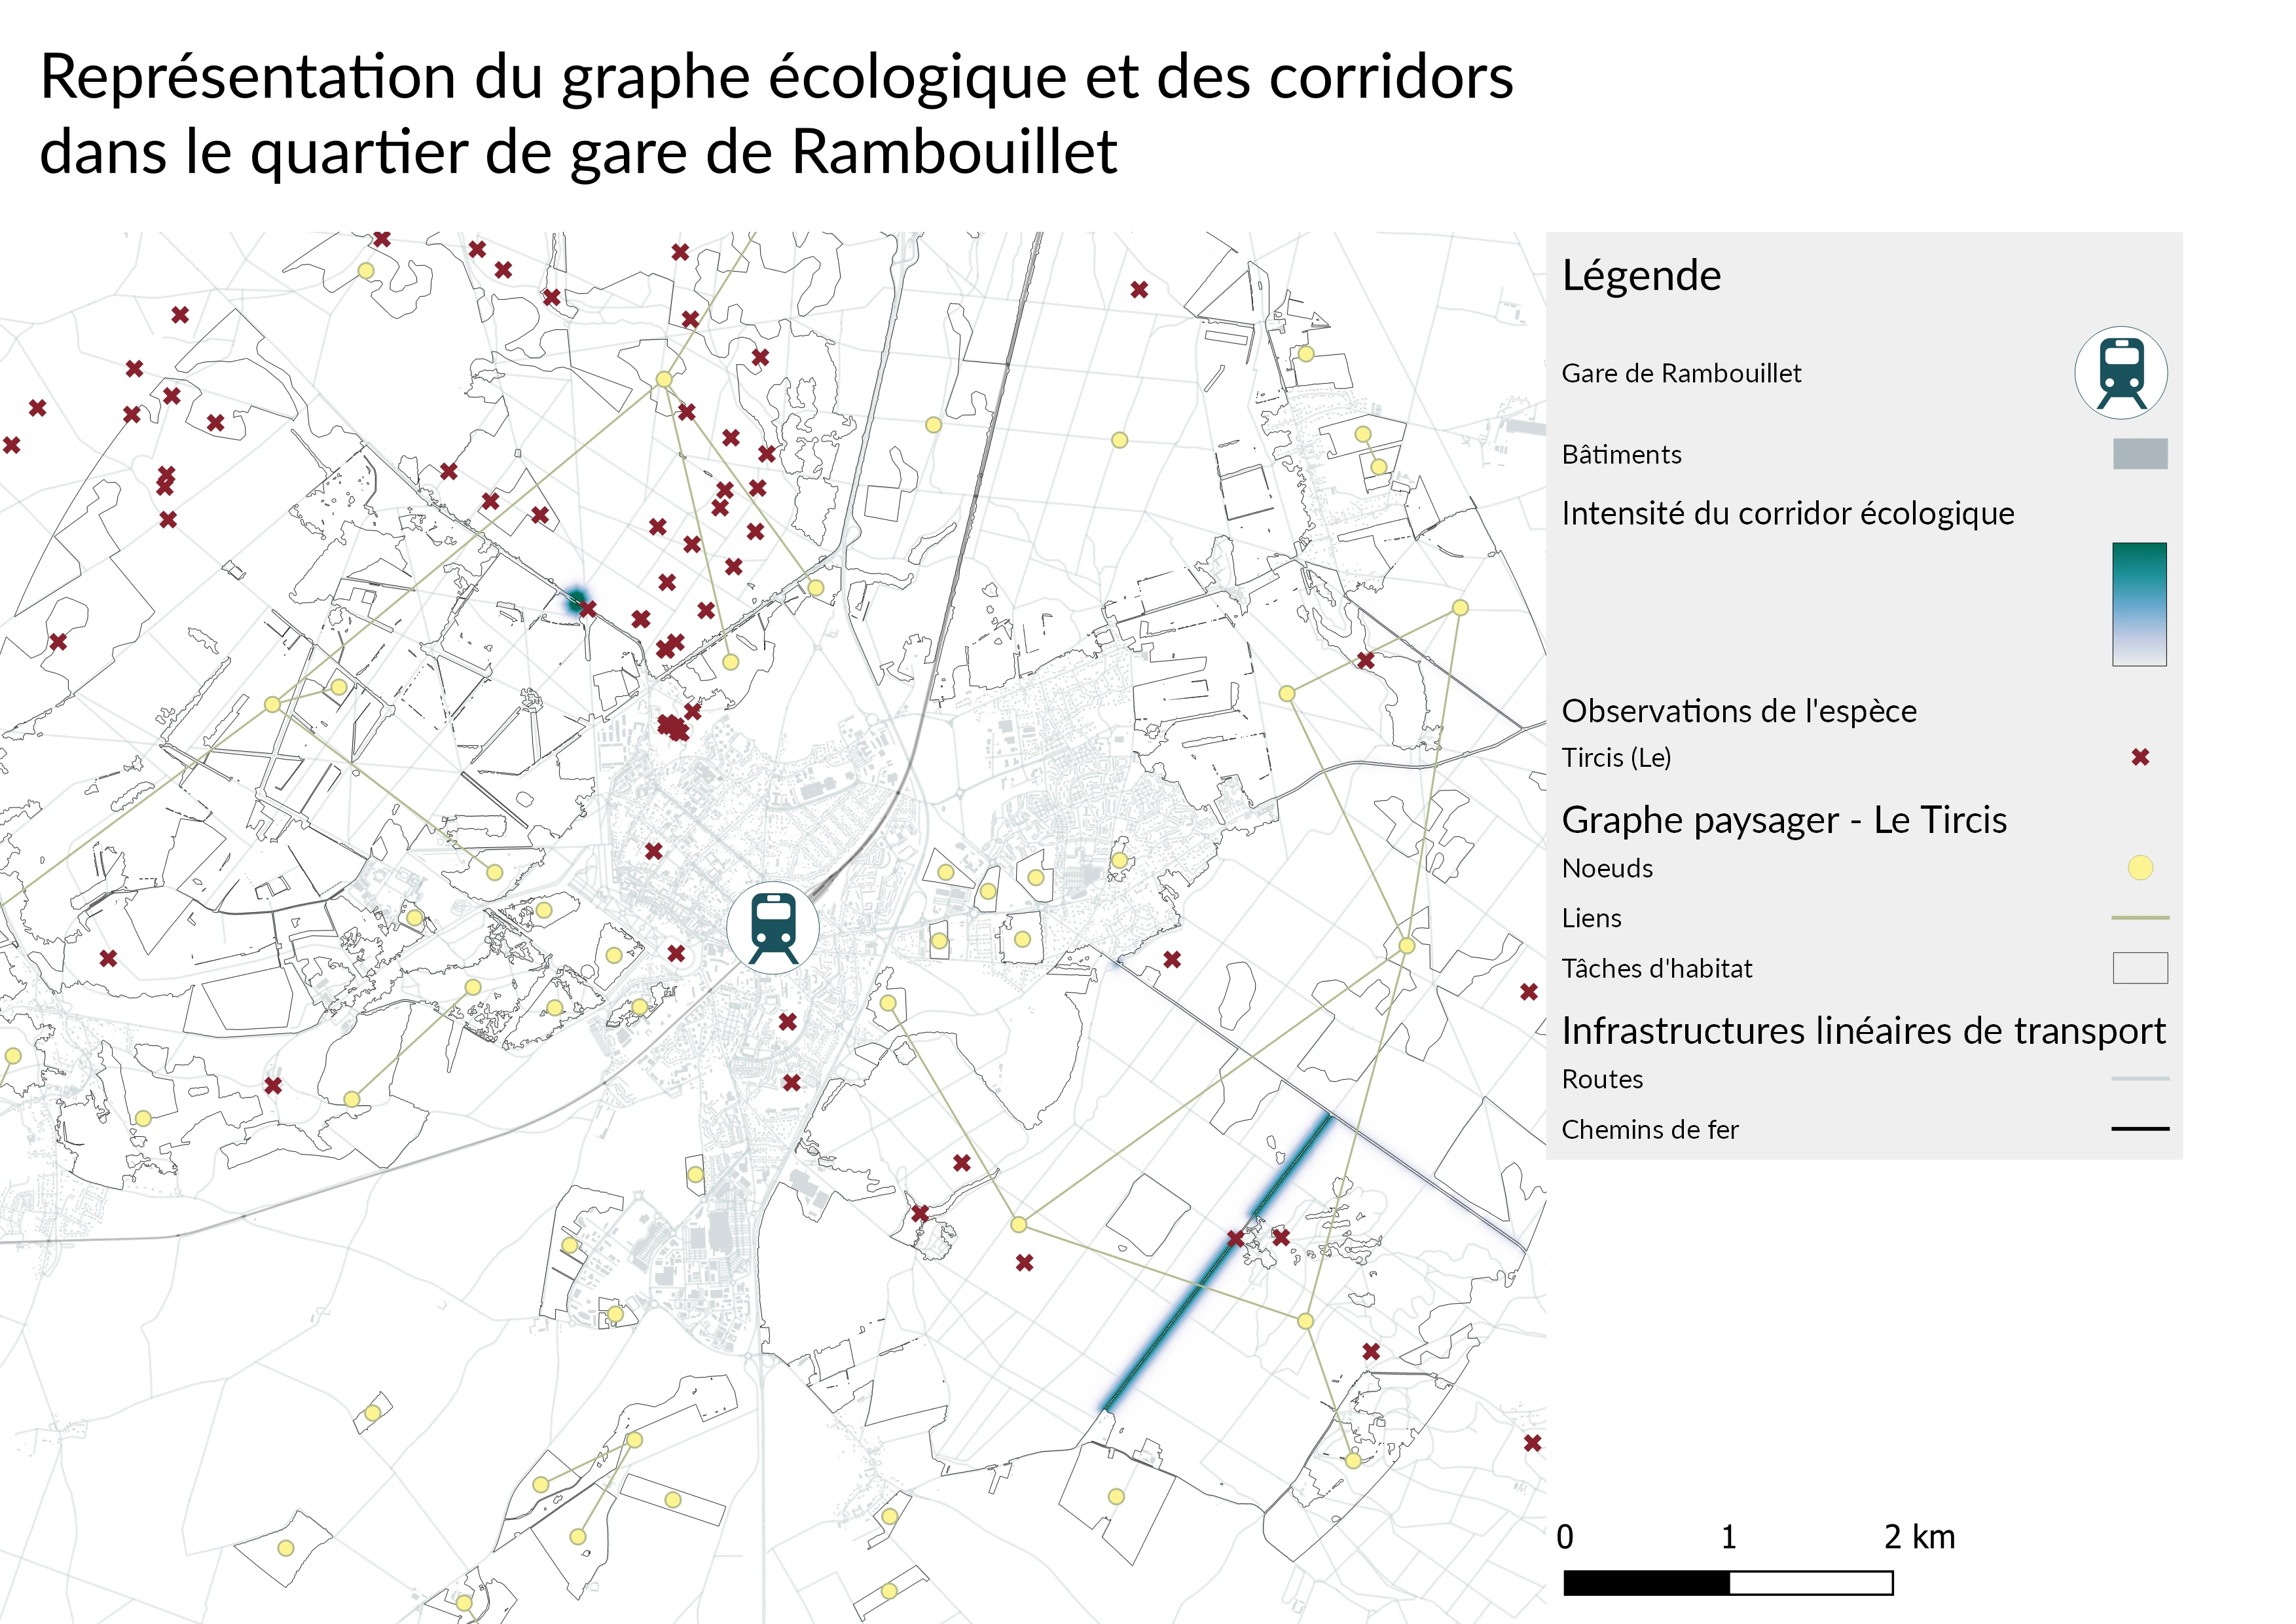 Représentation du graphe écologique et des corridors
dans le quartier de gare de Rambouillet
Légende
Gare de Rambouillet
Bâtiments
Intensité du corridor écologique
Observations de l'espèce
Tircis (Le)
Graphe paysager - Le Tircis
Noeuds
Liens
Tâches d'habitat
Infrastructures linéaires de transport
Routes
Chemins de fer
0 1 2 km